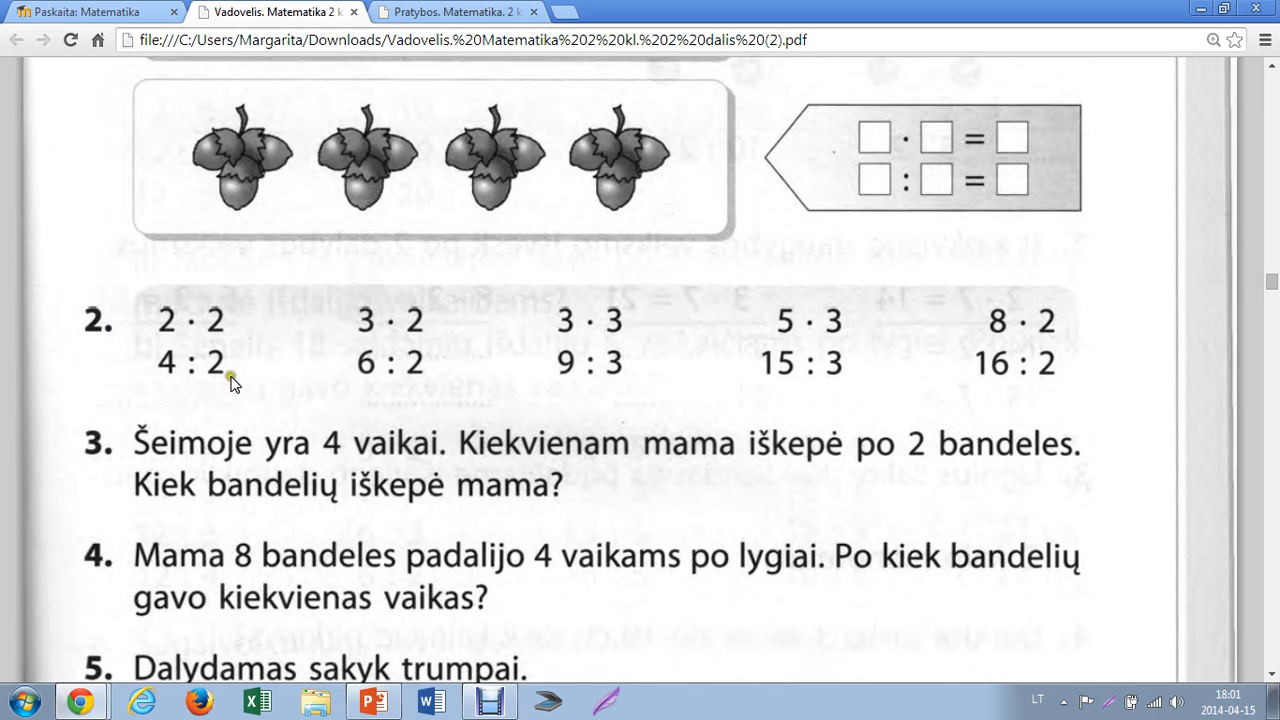 Paskaita: Matematika
Vadovelis. Matematika 2 k
Pratybos. Matematika. 2 k
file:///C:/Users/Margarita/Downloads/Vadovelis.%20Matematika%202%20kl.%202%20dalis%20(2).pdf
· =
: =
2. 2 · 2 3 : 2 3 · 3 5 · 3 8 : 2
4 : 2 6 : 2 9 : 3 15 : 3 16 : 2
3. Šeimoje yra 4 vaikai. Kiekvienam mama iškepė po 2 bandeles.
Kiek bandelių iškepė mama?
4. Mama 8 bandeles padalijo 4 vaikams po lygiai. Po kiek bandelių
gavo kiekvienas vaikas?
5. Dalydamas sakyk trumpai.
LT
18:01
2014-04-15